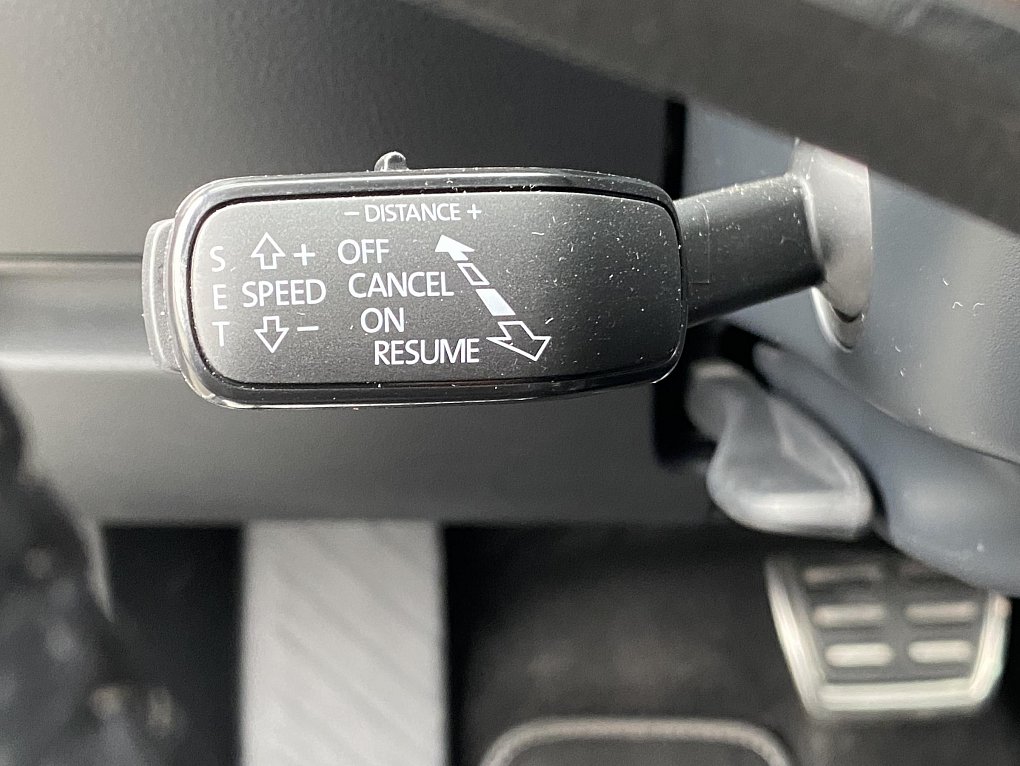 − DISTANCE +
S + OFF
E SPEED CANCEL
T − ON
RESUME